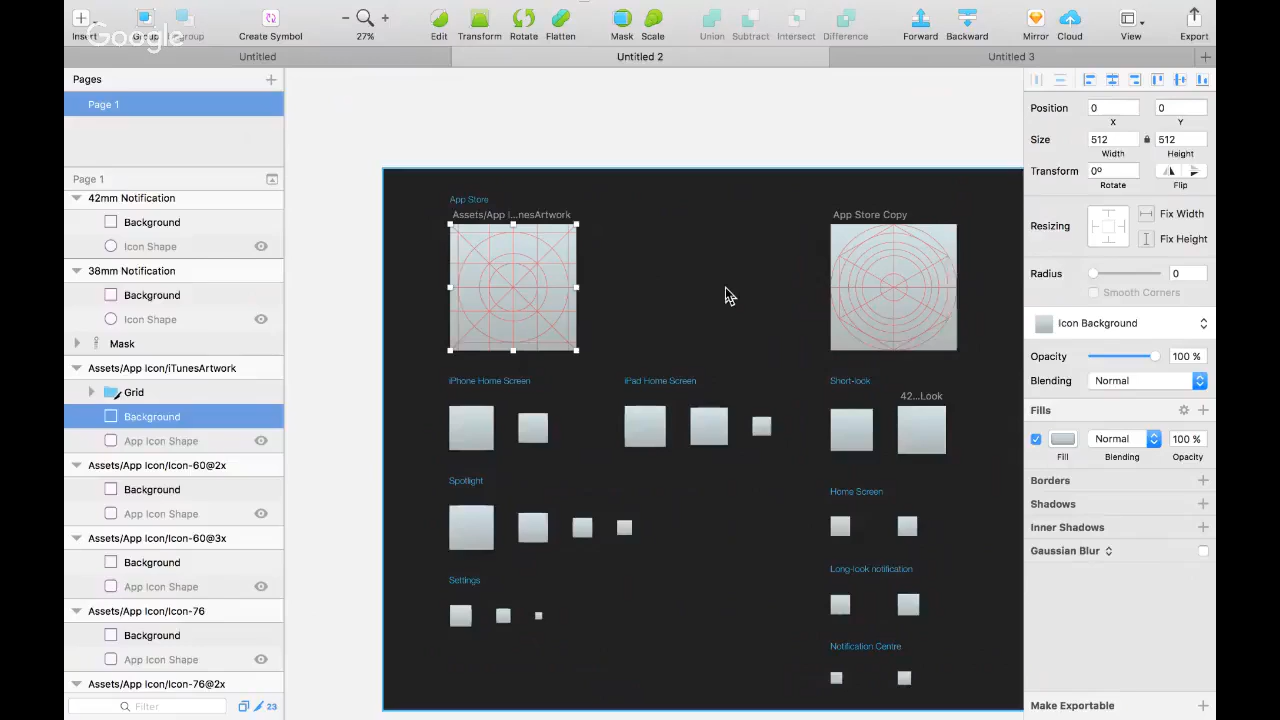 Insert
Group
Group
Create Symbol
27%
Edit
Transform
Rotate
Flatten
Mask
Scale
Union
Subtract
Intersect
Difference
Forward
Backward
Mirror
Cloud
View
Export
Google
Untitled
Untitled 2
Untitled 3
Pages
Page 1
Page 1
42mm Notification
Background
Icon Shape
38mm Notification
Background
Icon Shape
Mask
Assets/App Icon/iTunesArtwork
Grid
Background
App Icon Shape
Assets/App Icon/Icon-60@2x
Background
App Icon Shape
Assets/App Icon/Icon-60@3x
Background
App Icon Shape
Assets/App Icon/Icon-76
Background
App Icon Shape
Assets/App Icon/Icon-76@2x
Filter
23
App Store
Assets/App I...nesArtwork
App Store Copy
iPhone Home Screen
iPad Home Screen
Short-look
42...Look
Spotlight
Home Screen
Long-look notification
Settings
Notification Centre
Position
0
0
X
Y
Size
512
512
Width
Height
Transform
0º
Rotate
Flip
Resizing
Fix Width
Fix Height
Radius
0
Smooth Corners
Icon Background
Opacity
100 %
Blending
Normal
Fills
Normal
100 %
Fill
Blending
Opacity
Borders
Shadows
Inner Shadows
Gaussian Blur
Make Exportable